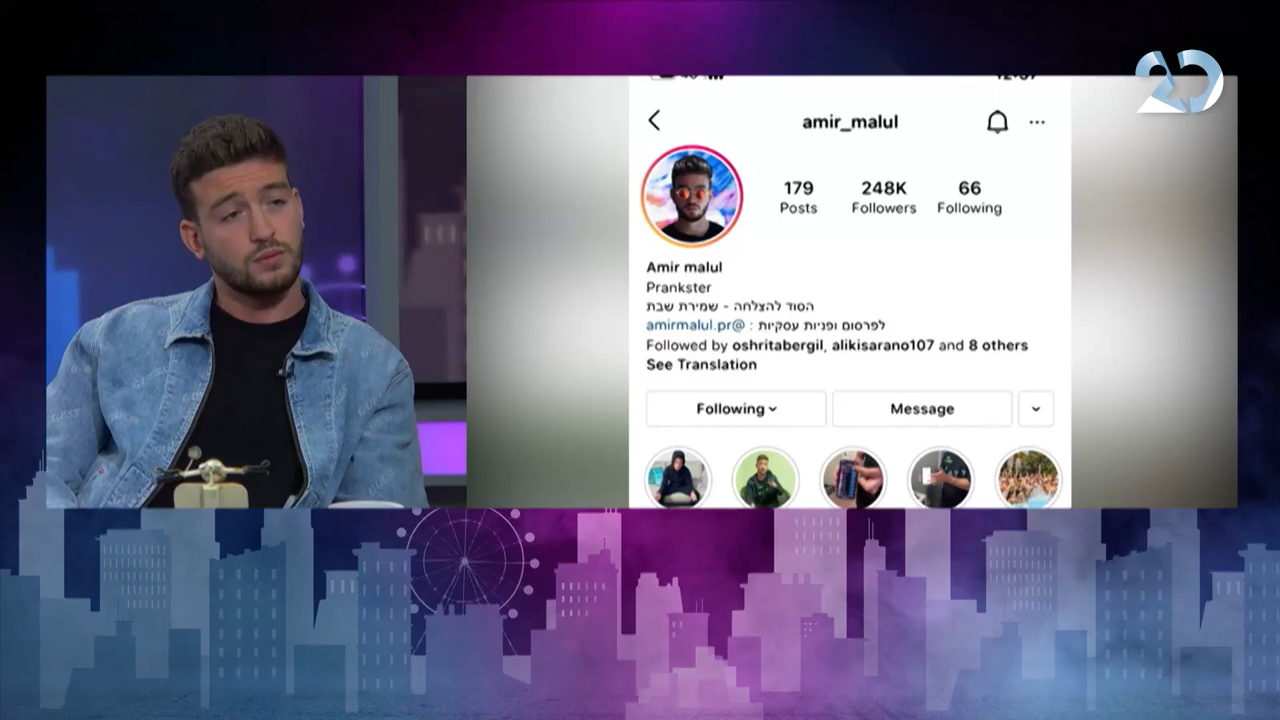 20
amir_malul
179 248K 66
Posts Followers Following
Amir malul
Prankster
הסוד להצלחה - שמירת שבת
לפרסום ופניות עסקיות : @amirmalul.pr
Followed by oshritabergil, alikisarano107 and 8 others
See Translation
Following Message